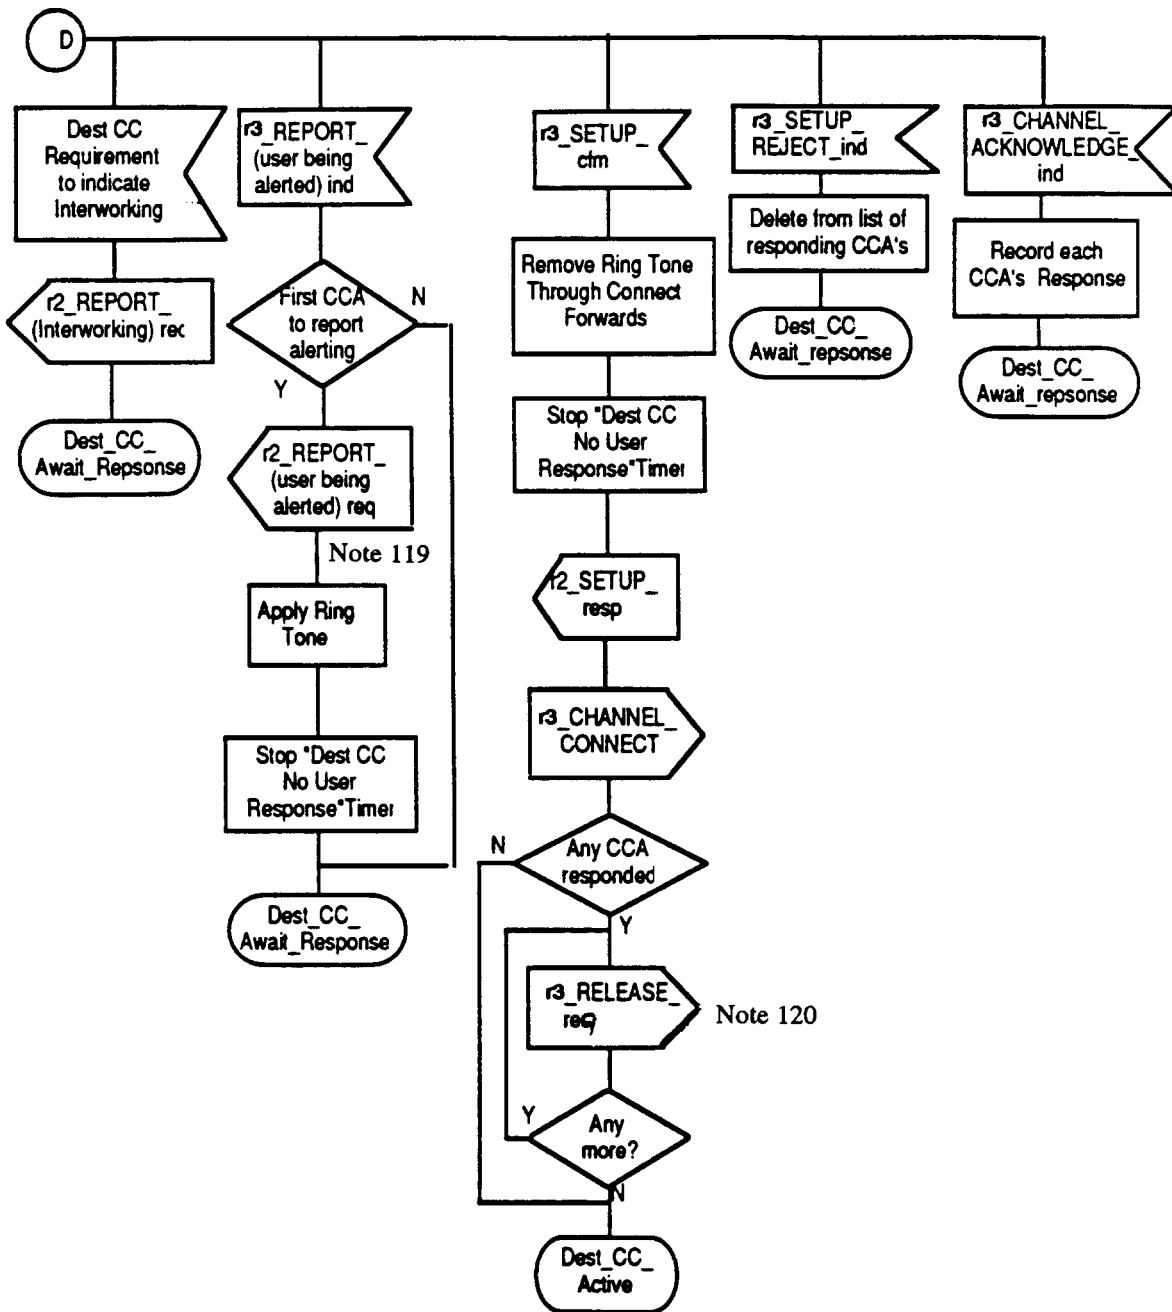 D
Dest CC
Requirement
to indicate
Interworking
r2_REPORT_
(Interworking) rec
Dest_CC_
Await_Repsonse
r3_REPORT_
(user being
alerted) ind
First CCA
to report
alerting
N
Y
r2_REPORT_
(user being
alerted) req
Note 119
Apply Ring
Tone
Stop "Dest CC
No User
Response"Timer
Dest_CC_
Await_Response
r3_SETUP_
cfm
Remove Ring Tone
Through Connect
Forwards
Stop "Dest CC
No User
Response"Timer
r2_SETUP_
resp
r3_CHANNEL_
CONNECT
Any CCA
responded
N
Y
r3_RELEASE_
req
Note 120
Any
more?
Y
N
Dest_CC_
Active
r3_SETUP_
REJECT_ind
Delete from list of
responding CCA's
Dest_CC_
Await_repsonse
r3_CHANNEL_
ACKNOWLEDGE_
ind
Record each
CCA's Response
Dest_CC_
Await_repsonse